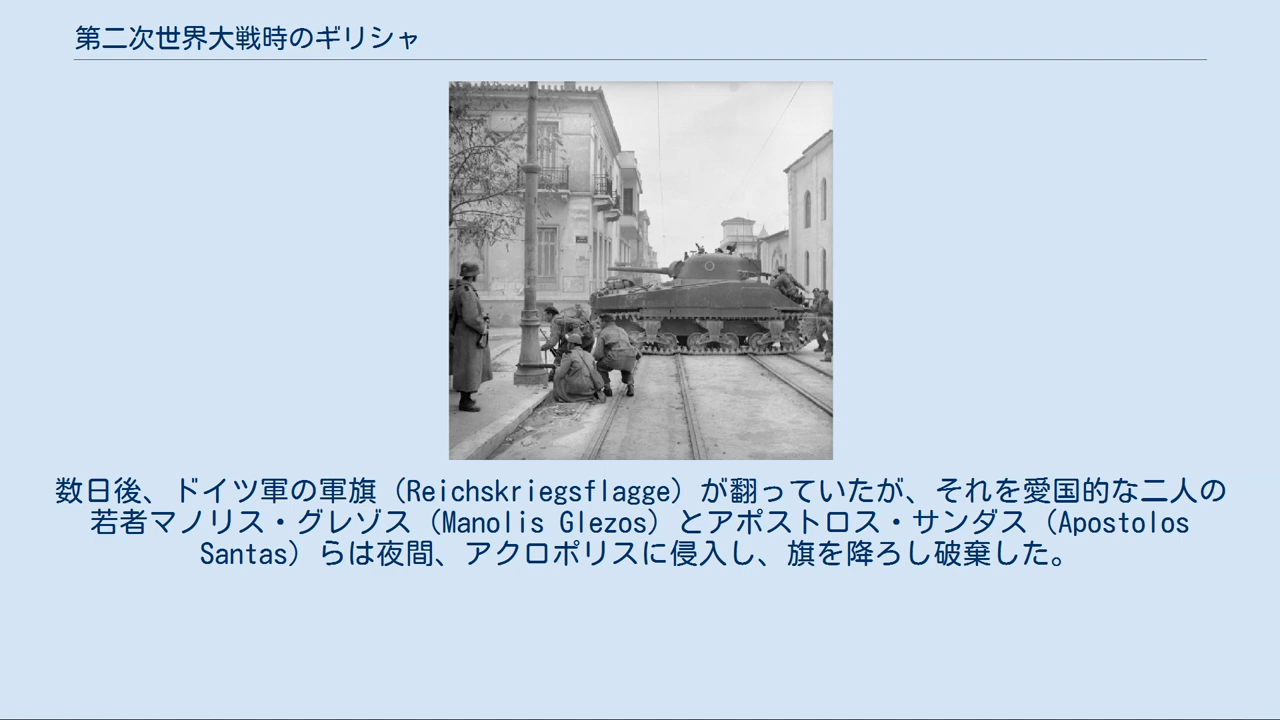 第二次世界大戦時のギリシャ
数日後、ドイツ軍の軍旗（Reichskriegsflagge）が翻っていたが、それを愛国的な二人の
若者マノリス・グレゾス（Manolis Glezos）とアポストロス・サンダス（Apostolos
Santas）らは夜間、アクロポリスに侵入し、旗を降ろし破棄した。